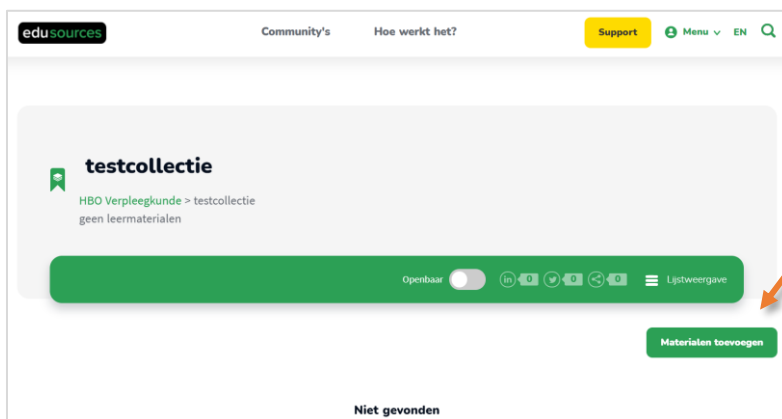 edusources Community's Hoe werkt het? Support Menu EN
testcollectie
HBO Verpleegkunde > testcollectie
geen leermaterialen
Openbaar in 0 0 0 Lijstweergave
Materialen toevoegen
Niet gevonden